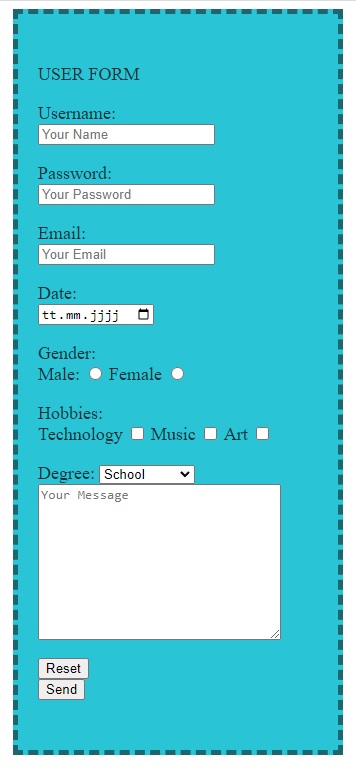 USER FORM
Username:
Your Name
Password:
Your Password
Email:
Your Email
Date:
tt.mm.jjjj
Gender:
Male: Female
Hobbies:
Technology Music Art
Degree: School
Your Message
Reset
Send